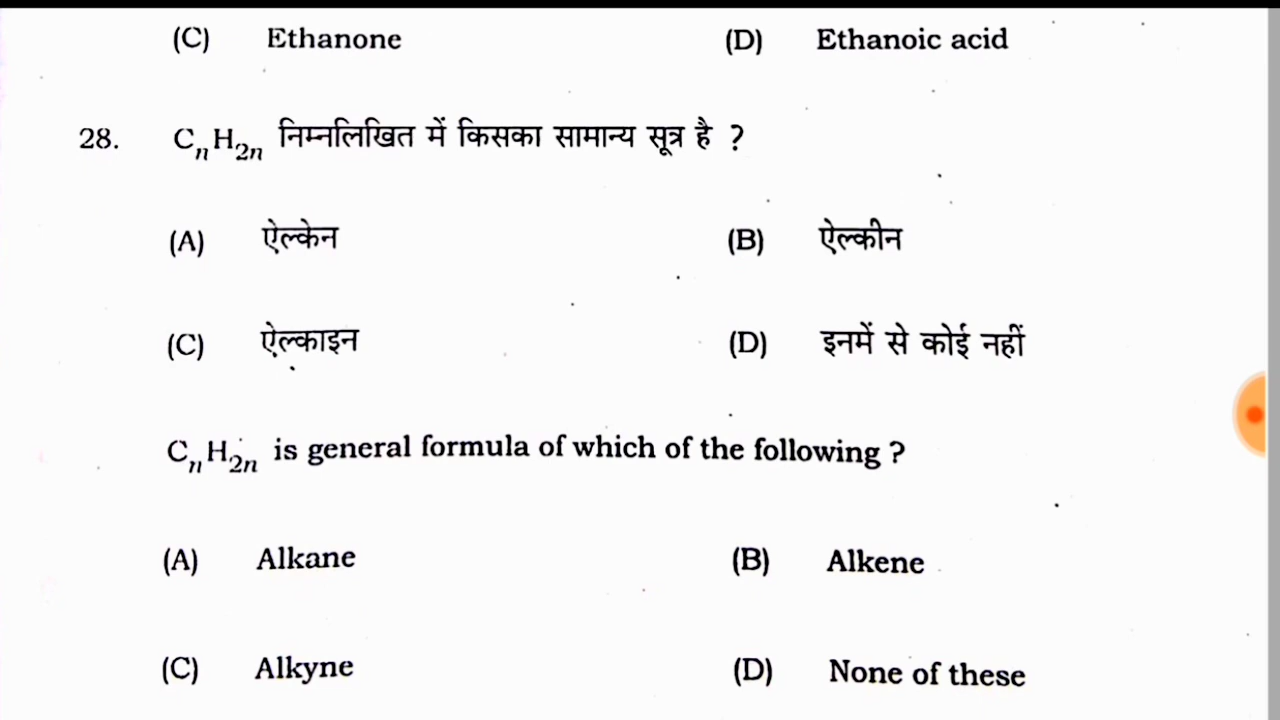 (C) Ethanone (D) Ethanoic acid
28. CₙH₂ₙ निम्नलिखित में किसका सामान्य सूत्र है ?
(A) ऐल्केन (B) ऐल्कीन
(C) ऐल्काइन (D) इनमें से कोई नहीं
CₙH₂ₙ is general formula of which of the following ?
(A) Alkane (B) Alkene
(C) Alkyne (D) None of these